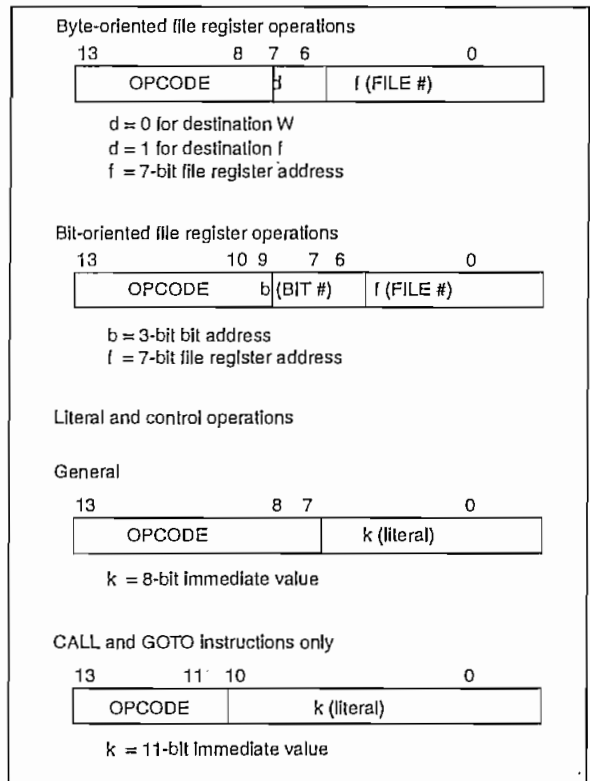 Byte-oriented file register operations
13 8 7 6 0
OPCODE d f (FILE #)
d = 0 for destination W
d = 1 for destination f
f = 7-bit file register address
Bit-oriented file register operations
13 10 9 7 6 0
OPCODE b (BIT #) f (FILE #)
b = 3-bit bit address
f = 7-bit file register address
Literal and control operations
General
13 8 7 0
OPCODE k (literal)
k = 8-bit immediate value
CALL and GOTO instructions only
13 11 10 0
OPCODE k (literal)
k = 11-bit immediate value